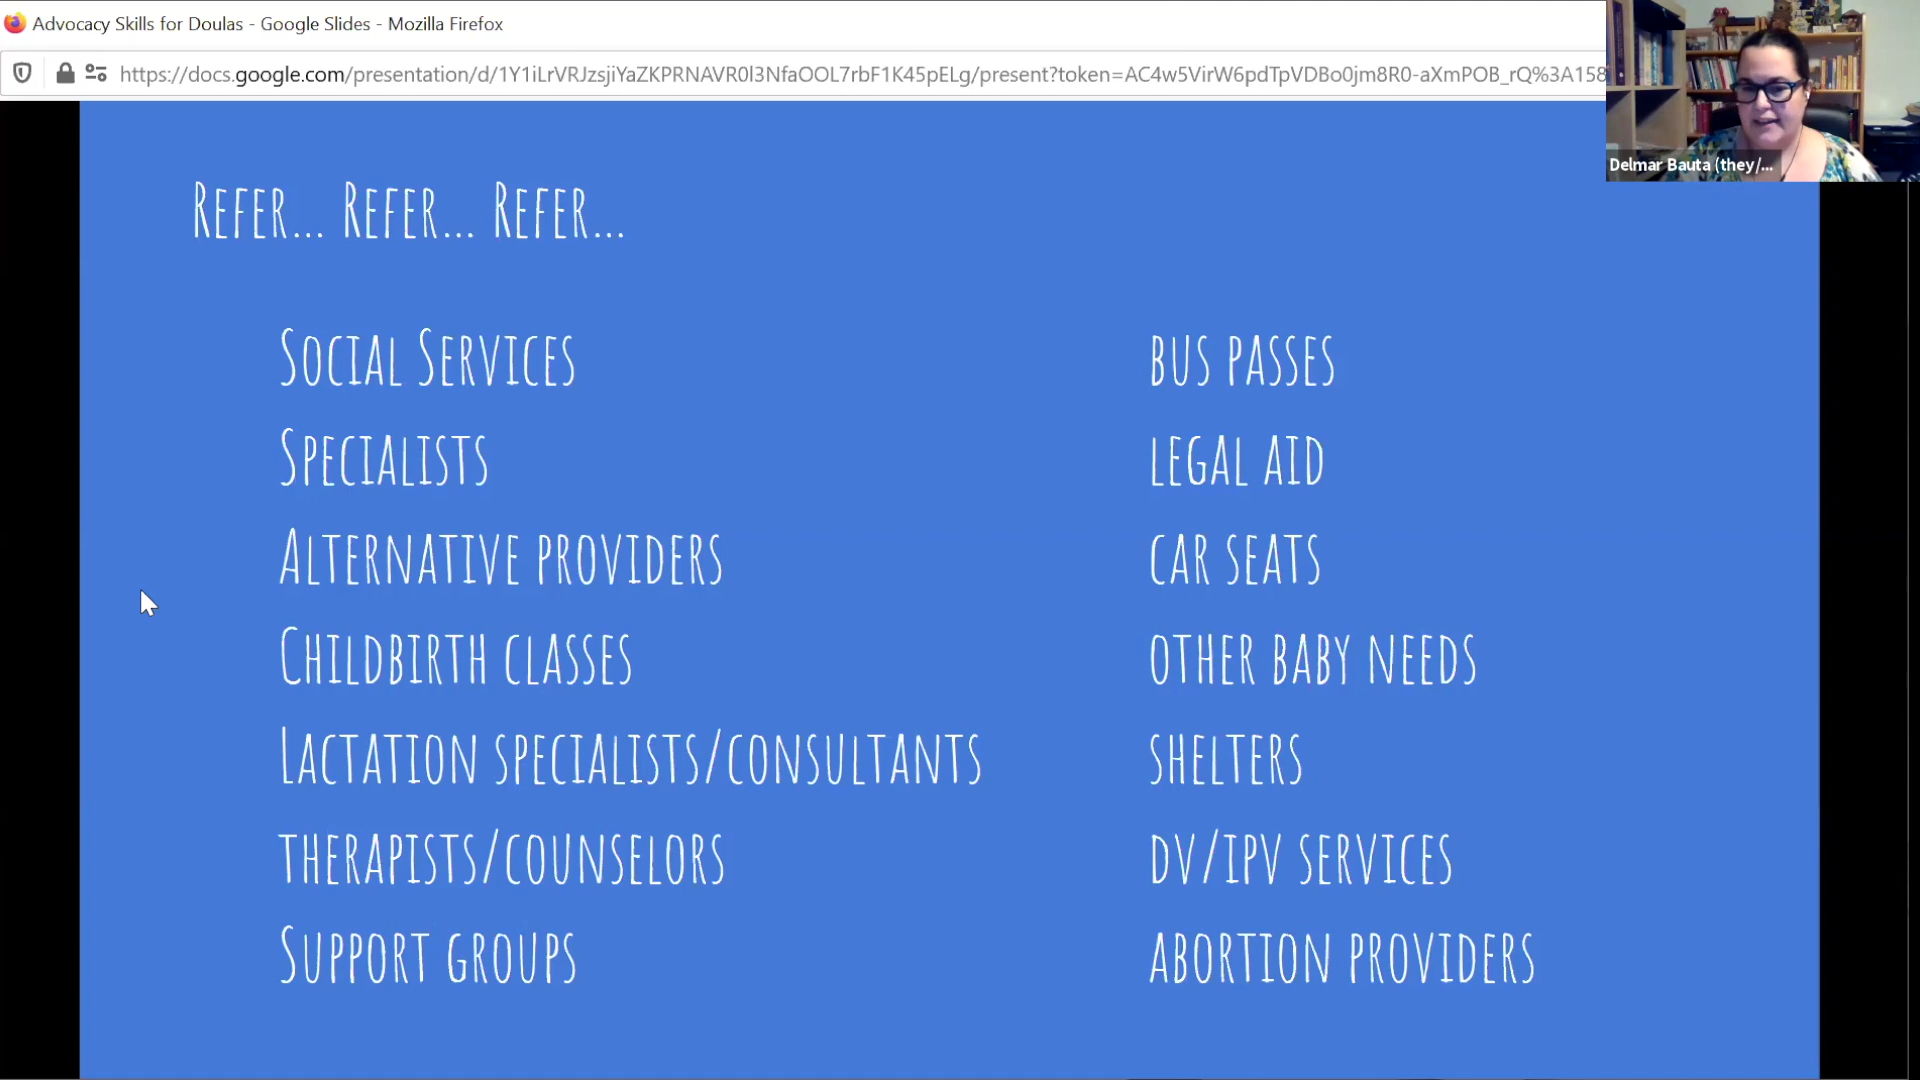 Advocacy Skills for Doulas - Google Slides - Mozilla Firefox
https://docs.google.com/presentation/d/1Y1iLrVRJzsjiYaZKPRNAVR0l3NfaOOL7rbF1K45pELg/present?token=AC4w5VirW6pdTpVDBo0jm8R0-aXmPOB_rQ%3A158
Delmar Bauta (they/...
Refer... Refer... Refer...
Social Services
Specialists
Alternative providers
Childbirth classes
Lactation specialists/consultants
therapists/counselors
Support groups
bus passes
legal aid
car seats
other baby needs
shelters
dv/ipv services
abortion providers